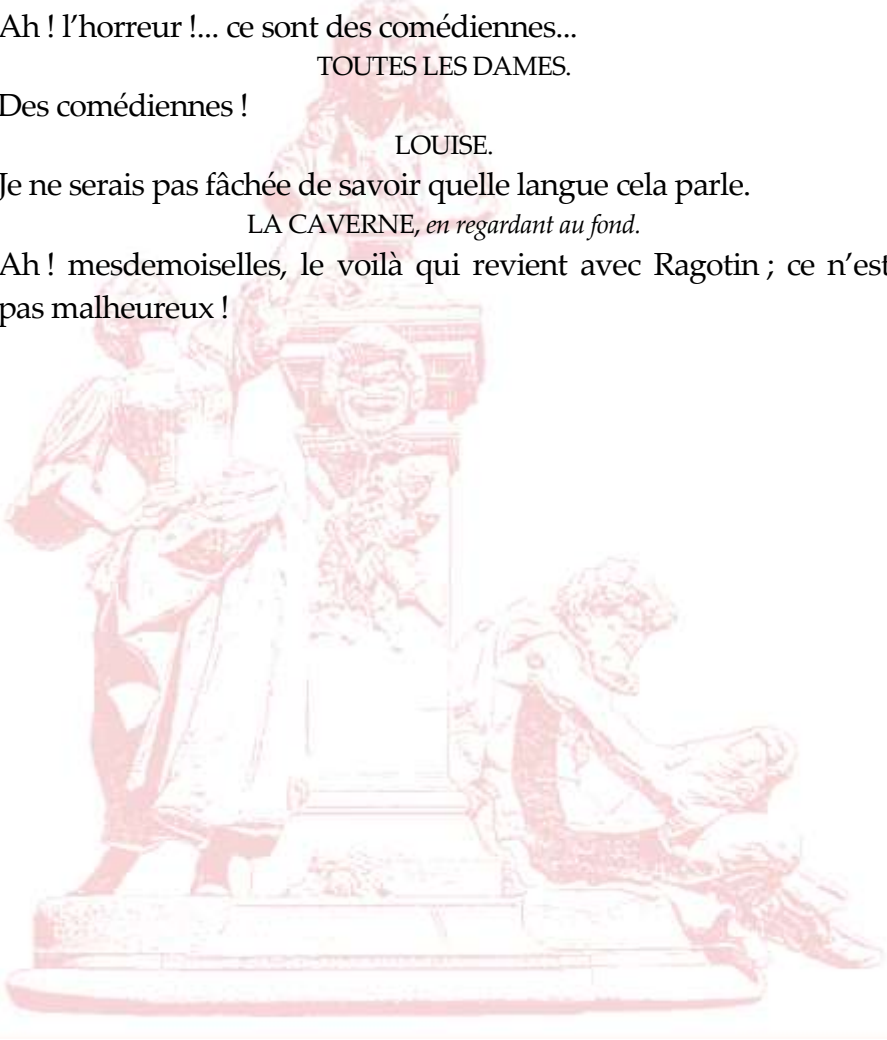 Ah ! l’horreur !... ce sont des comédiennes...
TOUTES LES DAMES.
Des comédiennes !
LOUISE.
Je ne serais pas fâchée de savoir quelle langue cela parle.
LA CAVERNE, en regardant au fond.
Ah ! mesdemoiselles, le voilà qui revient avec Ragotin ; ce n’est
pas malheureux !